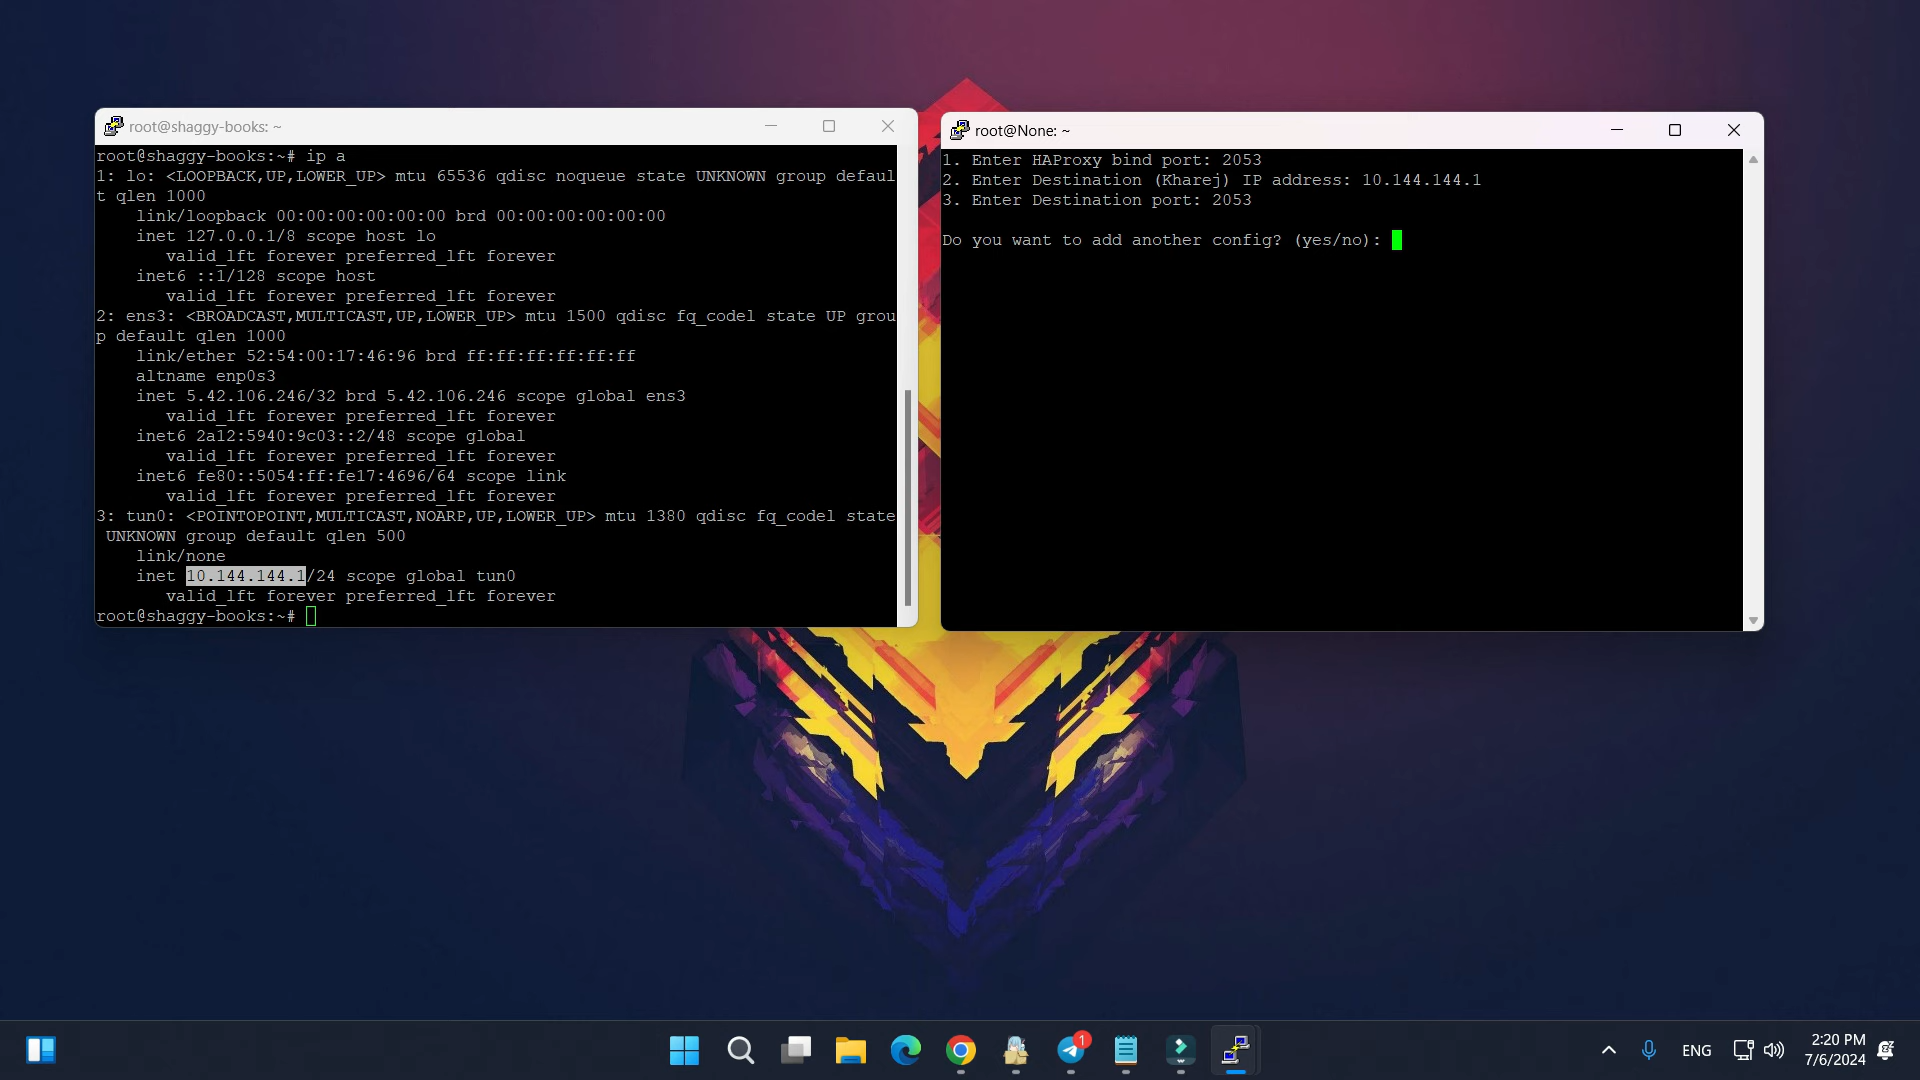 root@shaggy-books: ~
root@shaggy-books:~# ip a
1: lo: <LOOPBACK,UP,LOWER_UP> mtu 65536 qdisc noqueue state UNKNOWN group defaul
t qlen 1000
link/loopback 00:00:00:00:00:00 brd 00:00:00:00:00:00
inet 127.0.0.1/8 scope host lo
valid_lft forever preferred_lft forever
inet6 ::1/128 scope host
valid_lft forever preferred_lft forever
2: ens3: <BROADCAST,MULTICAST,UP,LOWER_UP> mtu 1500 qdisc fq_codel state UP grou
p default qlen 1000
link/ether 52:54:00:17:46:96 brd ff:ff:ff:ff:ff:ff
altname enp0s3
inet 5.42.106.246/32 brd 5.42.106.246 scope global ens3
valid_lft forever preferred_lft forever
inet6 2a12:5940:9c03::2/48 scope global
valid_lft forever preferred_lft forever
inet6 fe80::5054:ff:fe17:4696/64 scope link
valid_lft forever preferred_lft forever
3: tun0: <POINTOPOINT,MULTICAST,NOARP,UP,LOWER_UP> mtu 1380 qdisc fq_codel state
UNKNOWN group default qlen 500
link/none
inet 10.144.144.1/24 scope global tun0
valid_lft forever preferred_lft forever
root@shaggy-books:~#
root@None: ~
1. Enter HAProxy bind port: 2053
2. Enter Destination (Kharej) IP address: 10.144.144.1
3. Enter Destination port: 2053
Do you want to add another config? (yes/no):
1
ENG
2:20 PM
7/6/2024